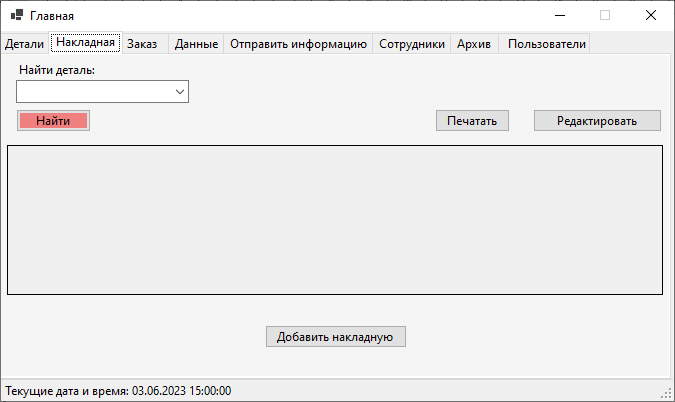 Главная
Детали Накладная Заказ Данные Отправить информацию Сотрудники Архив Пользователи
Найти деталь:
Найти Печатать Редактировать
Добавить накладную
Текущие дата и время: 03.06.2023 15:00:00